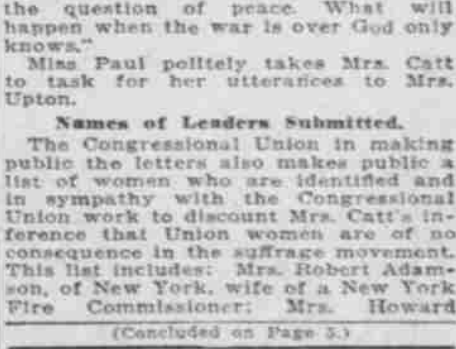 the question of peace. What will
happen when the war is over God only
knows."
Miss Paul politely takes Mrs. Catt
to task for her utterances to Mrs.
Upton.
Names of Leaders Submitted.
The Congressional Union in making
public the letters also makes public a
list of women who are identified and
in sympathy with the Congressional
Union work to discount Mrs. Catt's in-
ference that Union women are of no
consequence in the suffrage movement.
This list includes: Mrs. Robert Adam-
son, of New York, wife of a New York
Fire Commissioner; Mrs. Howard
(Concluded on Page 5.)